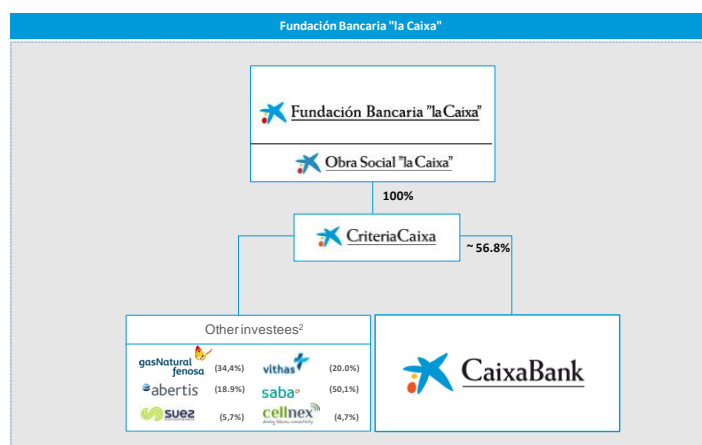 Fundación Bancaria "la Caixa"
Fundación Bancaria "la Caixa"
Obra Social "la Caixa"
100%
CriteriaCaixa
~ 56.8%
Other investees2
gasNatural
fenosa (34,4%) vithas (20.0%)
abertis (18.9%) saba (50,1%)
suez (5,7%) cellnex (4,7%)
CaixaBank